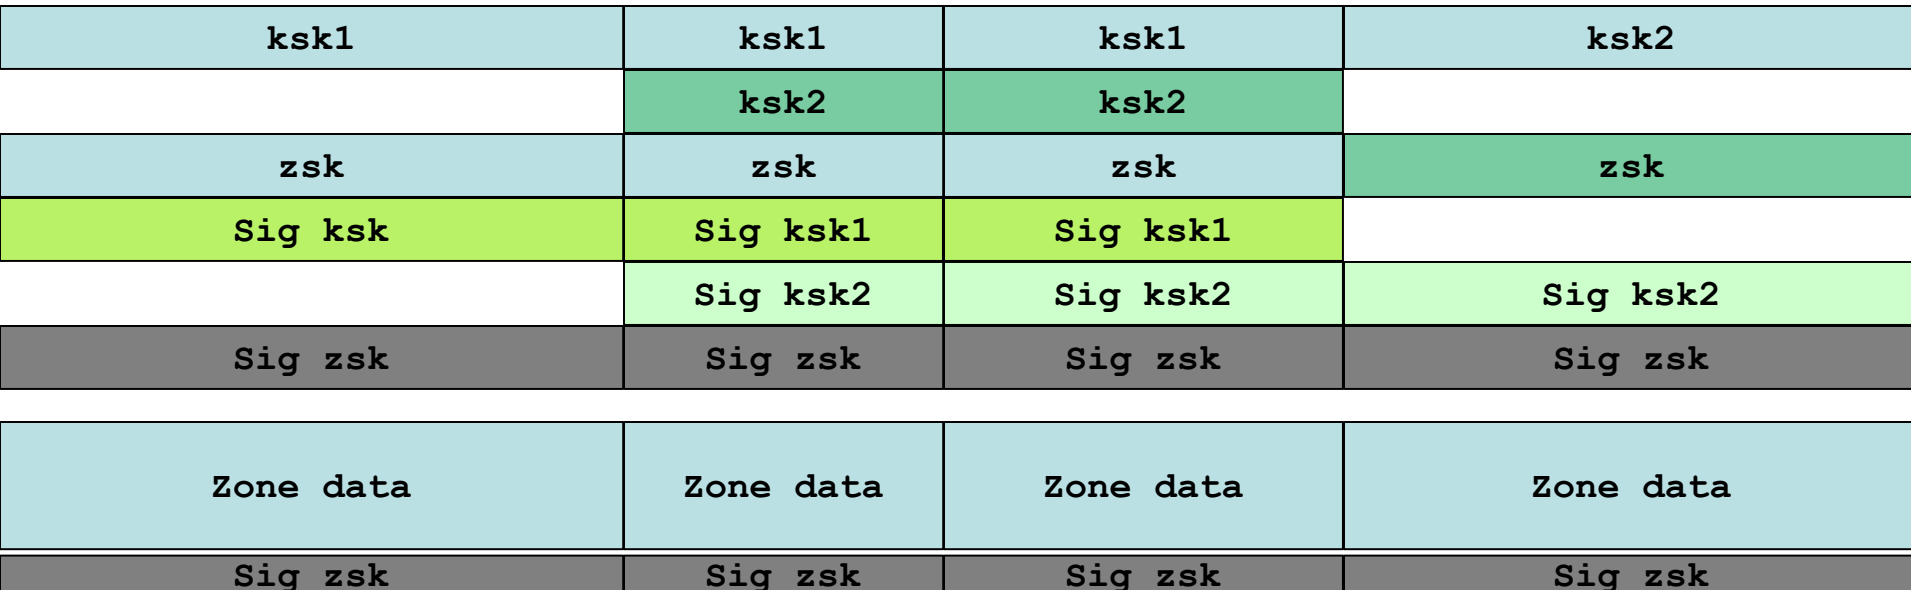 ksk1 ksk1 ksk1 ksk2
ksk2 ksk2
zsk zsk zsk zsk
Sig ksk Sig ksk1 Sig ksk1
Sig ksk2 Sig ksk2 Sig ksk2
Sig zsk Sig zsk Sig zsk Sig zsk
Zone data Zone data Zone data Zone data
Sig zsk Sig zsk Sig zsk Sig zsk